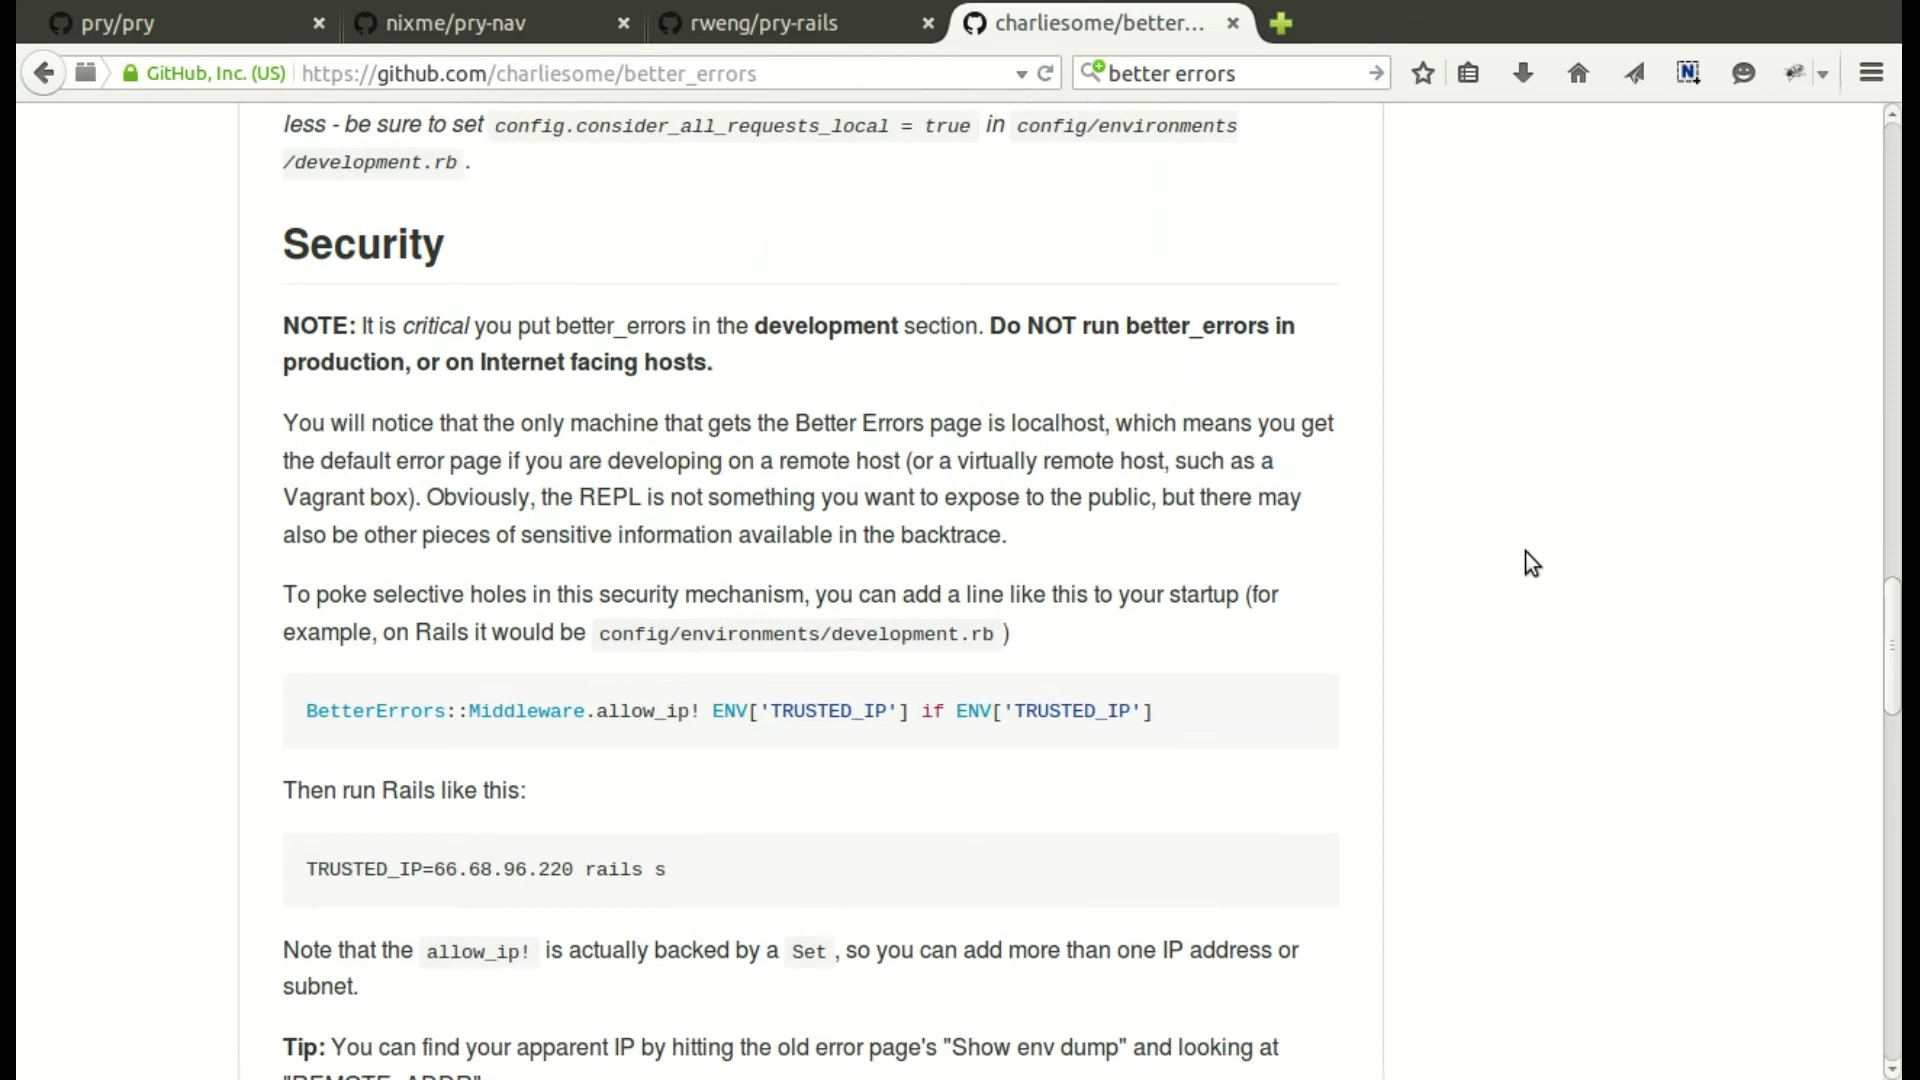 pry/pry
nixme/pry-nav
rweng/pry-rails
charliesome/better...
GitHub, Inc. (US)
https://github.com/charliesome/better_errors
better errors
less - be sure to set config.consider_all_requests_local = true in config/environments
/development.rb .
Security
NOTE: It is critical you put better_errors in the development section. Do NOT run better_errors in
production, or on Internet facing hosts.
You will notice that the only machine that gets the Better Errors page is localhost, which means you get
the default error page if you are developing on a remote host (or a virtually remote host, such as a
Vagrant box). Obviously, the REPL is not something you want to expose to the public, but there may
also be other pieces of sensitive information available in the backtrace.
To poke selective holes in this security mechanism, you can add a line like this to your startup (for
example, on Rails it would be config/environments/development.rb )
BetterErrors::Middleware.allow_ip! ENV['TRUSTED_IP'] if ENV['TRUSTED_IP']
Then run Rails like this:
TRUSTED_IP=66.68.96.220 rails s
Note that the allow_ip! is actually backed by a Set , so you can add more than one IP address or
subnet.
Tip: You can find your apparent IP by hitting the old error page's "Show env dump" and looking at
"REMOTE_ADDR".